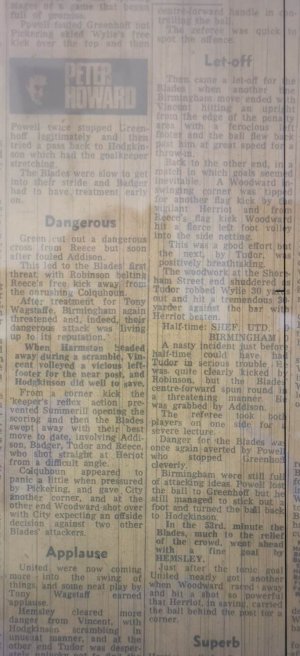 stages of a game that began
full of promise.
Powell fouled Greenhoff but
Pickering skied Wylie's free
kick over the top and then
PETER
HOWARD
Powell twice stopped Green-
hoff legitimately and then
tried a pass back to Hodgkin-
son which had the goalkeeper
stretching.
The Blades were slow to get
into their stride and Badger
had to have treatment early
on.
Dangerous
Green cut out a dangerous
cross from Reece but soon
after fouled Addison.
This led to the Blades' first
threat with Robinson belting
Reece's free kick away from
the onrushing Colquhoun.
After treatment for Tony
Wagstaffe, Birmingham again
threatened and, indeed, their
dangerous attack was living
up to its reputation.
When Harmston headed
away during a scramble, Vin-
cent volleyed a vicious left-
footer for the near post, and
Hodgkinson did well to save.
From a corner kick the
keeper's reflex action pre-
vented Summerill opening the
scoring and then the Blades
swept away with their best
move to date, involving Addi-
son, Badger, Tudor and Reece,
who shot straight at Heriot
from a difficult angle.
Colquhoun appeared to
panic a little when pressured
by Pickering, and gave City
another corner, and at the
other end Woodward shot over
with City expecting an offside
decision against two other
Blades' attackers.
Applause
United were now coming
more into the swing of
things, and some neat play by
Tony Wagstaff earned
applause.
Hemsley cleared more
danger from Vincent, with
Hodgkinson scrambling in
unusual manner, and at the
other end Tudor was desper-
centre-forward handle in con-
trolling the ball.
The referee was quick to
spot the offence.
Let-off
Then came a let-off for the
Blades when another fine
Birmingham move ended with
Vincent hitting an upright
from the edge of the penalty
area with a ferocious left
footer and the ball flew back
past him at great speed for a
throw-in.
Back to the other end, in a
match in which goals seemed
inevitable. A Woodward in-
swinging corner was tipped
for another flag kick by the
vigilant Herriot and from
Reece's flag kick Woodward
hit a fierce left foot volley
into the side netting.
This was a good effort but
the next, by Tudor, was
positively breathtaking.
The woodwork at the Shore-
ham Street end shuddered as
Tudor robbed Wylie 30 yards
out and hit a tremendous
yarder against the bar with
Herriot beaten.
Half-time: SHEF. UTD.
BIRMINGHAM
A nasty incident just before
half-time could have had
Tudor in serious trouble. He
was quite clearly kicked by
Robinson, but the Blades
centre-forward spun round in
a threatening manner. He
was grabbed by Addison.
The referee took both
players on one side for a
severe lecture.
Danger for the Blades was
once again averted by Powell
who stopped Greenhoff
cleverly.
Birmingham were still full
of attacking ideas. Powell lost
the ball to Greenhoff but he
still managed to stick out a
foot and turned the ball back
to Hodgkinson.
In the 53rd. minute the
Blades, much to the relief
of the crowd, went ahead
with a fine goal by
HEMSLEY.
Just after the tonic goal
United nearly got another
when Woodward raced away
and hit a shot so powerful
that Herriot, in saving, carried
the ball behind the post for a
corner.
Superb